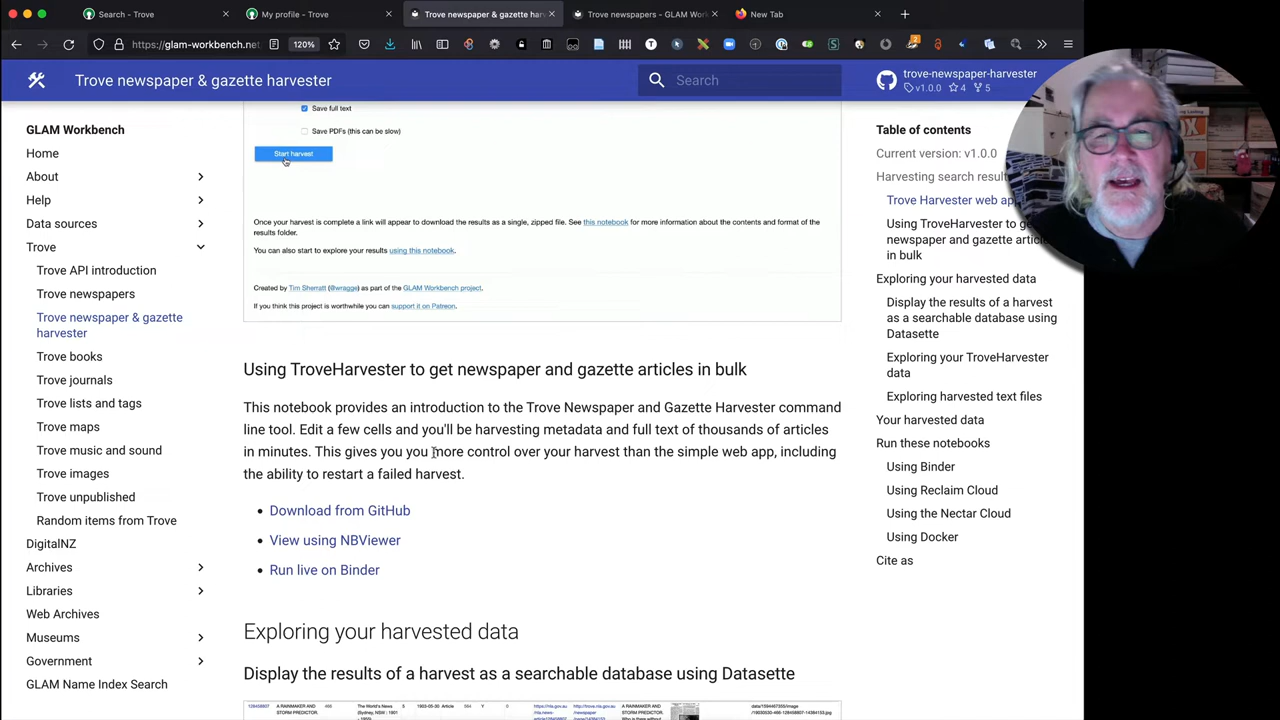 Search - Trove
My profile - Trove
Trove newspaper & gazette har
Trove newspapers - GLAM Work
New Tab
https://glam-workbench.net
120%
Trove newspaper & gazette harvester
Search
trove-newspaper-harvester
v1.0.0 4 5
GLAM Workbench
Home
About
Help
Data sources
Trove
Trove API introduction
Trove newspapers
Trove newspaper & gazette
harvester
Trove books
Trove journals
Trove lists and tags
Trove maps
Trove music and sound
Trove images
Trove unpublished
Random items from Trove
DigitalNZ
Archives
Libraries
Web Archives
Museums
Government
GLAM Name Index Search
Save full text
Save PDFs (this can be slow)
Start harvest
Once your harvest is complete a link will appear to download the results as a single, zipped file. See this notebook for more information about the contents and format of the
results folder.
You can also start to explore your results using this notebook.
Created by Tim Sherratt (@wragge) as part of the GLAM Workbench project.
If you think this project is worthwhile you can support it on Patreon.
Using TroveHarvester to get newspaper and gazette articles in bulk
This notebook provides an introduction to the Trove Newspaper and Gazette Harvester command
line tool. Edit a few cells and you'll be harvesting metadata and full text of thousands of articles
in minutes. This gives you you more control over your harvest than the simple web app, including
the ability to restart a failed harvest.
Download from GitHub
View using NBViewer
Run live on Binder
Exploring your harvested data
Display the results of a harvest as a searchable database using Datasette
A RAINMAKER AND
STORM PREDICTOR.
The World's News
(Sydney, NSW : 1901
1903-05-30 Article
Table of contents
Current version: v1.0.0
Harvesting search result
Trove Harvester web ap
Using TroveHarvester to ge
newspaper and gazette artic
in bulk
Exploring your harvested data
Display the results of a harvest
as a searchable database using
Datasette
Exploring your TroveHarvester
data
Exploring harvested text files
Your harvested data
Run these notebooks
Using Binder
Using Reclaim Cloud
Using the Nectar Cloud
Using Docker
Cite as